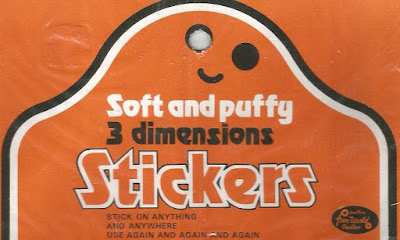 Soft and puffy
3 dimensions
Stickers
STICK ON ANYTHING
AND ANYWHERE
USE AGAIN AND AGAIN AND AGAIN